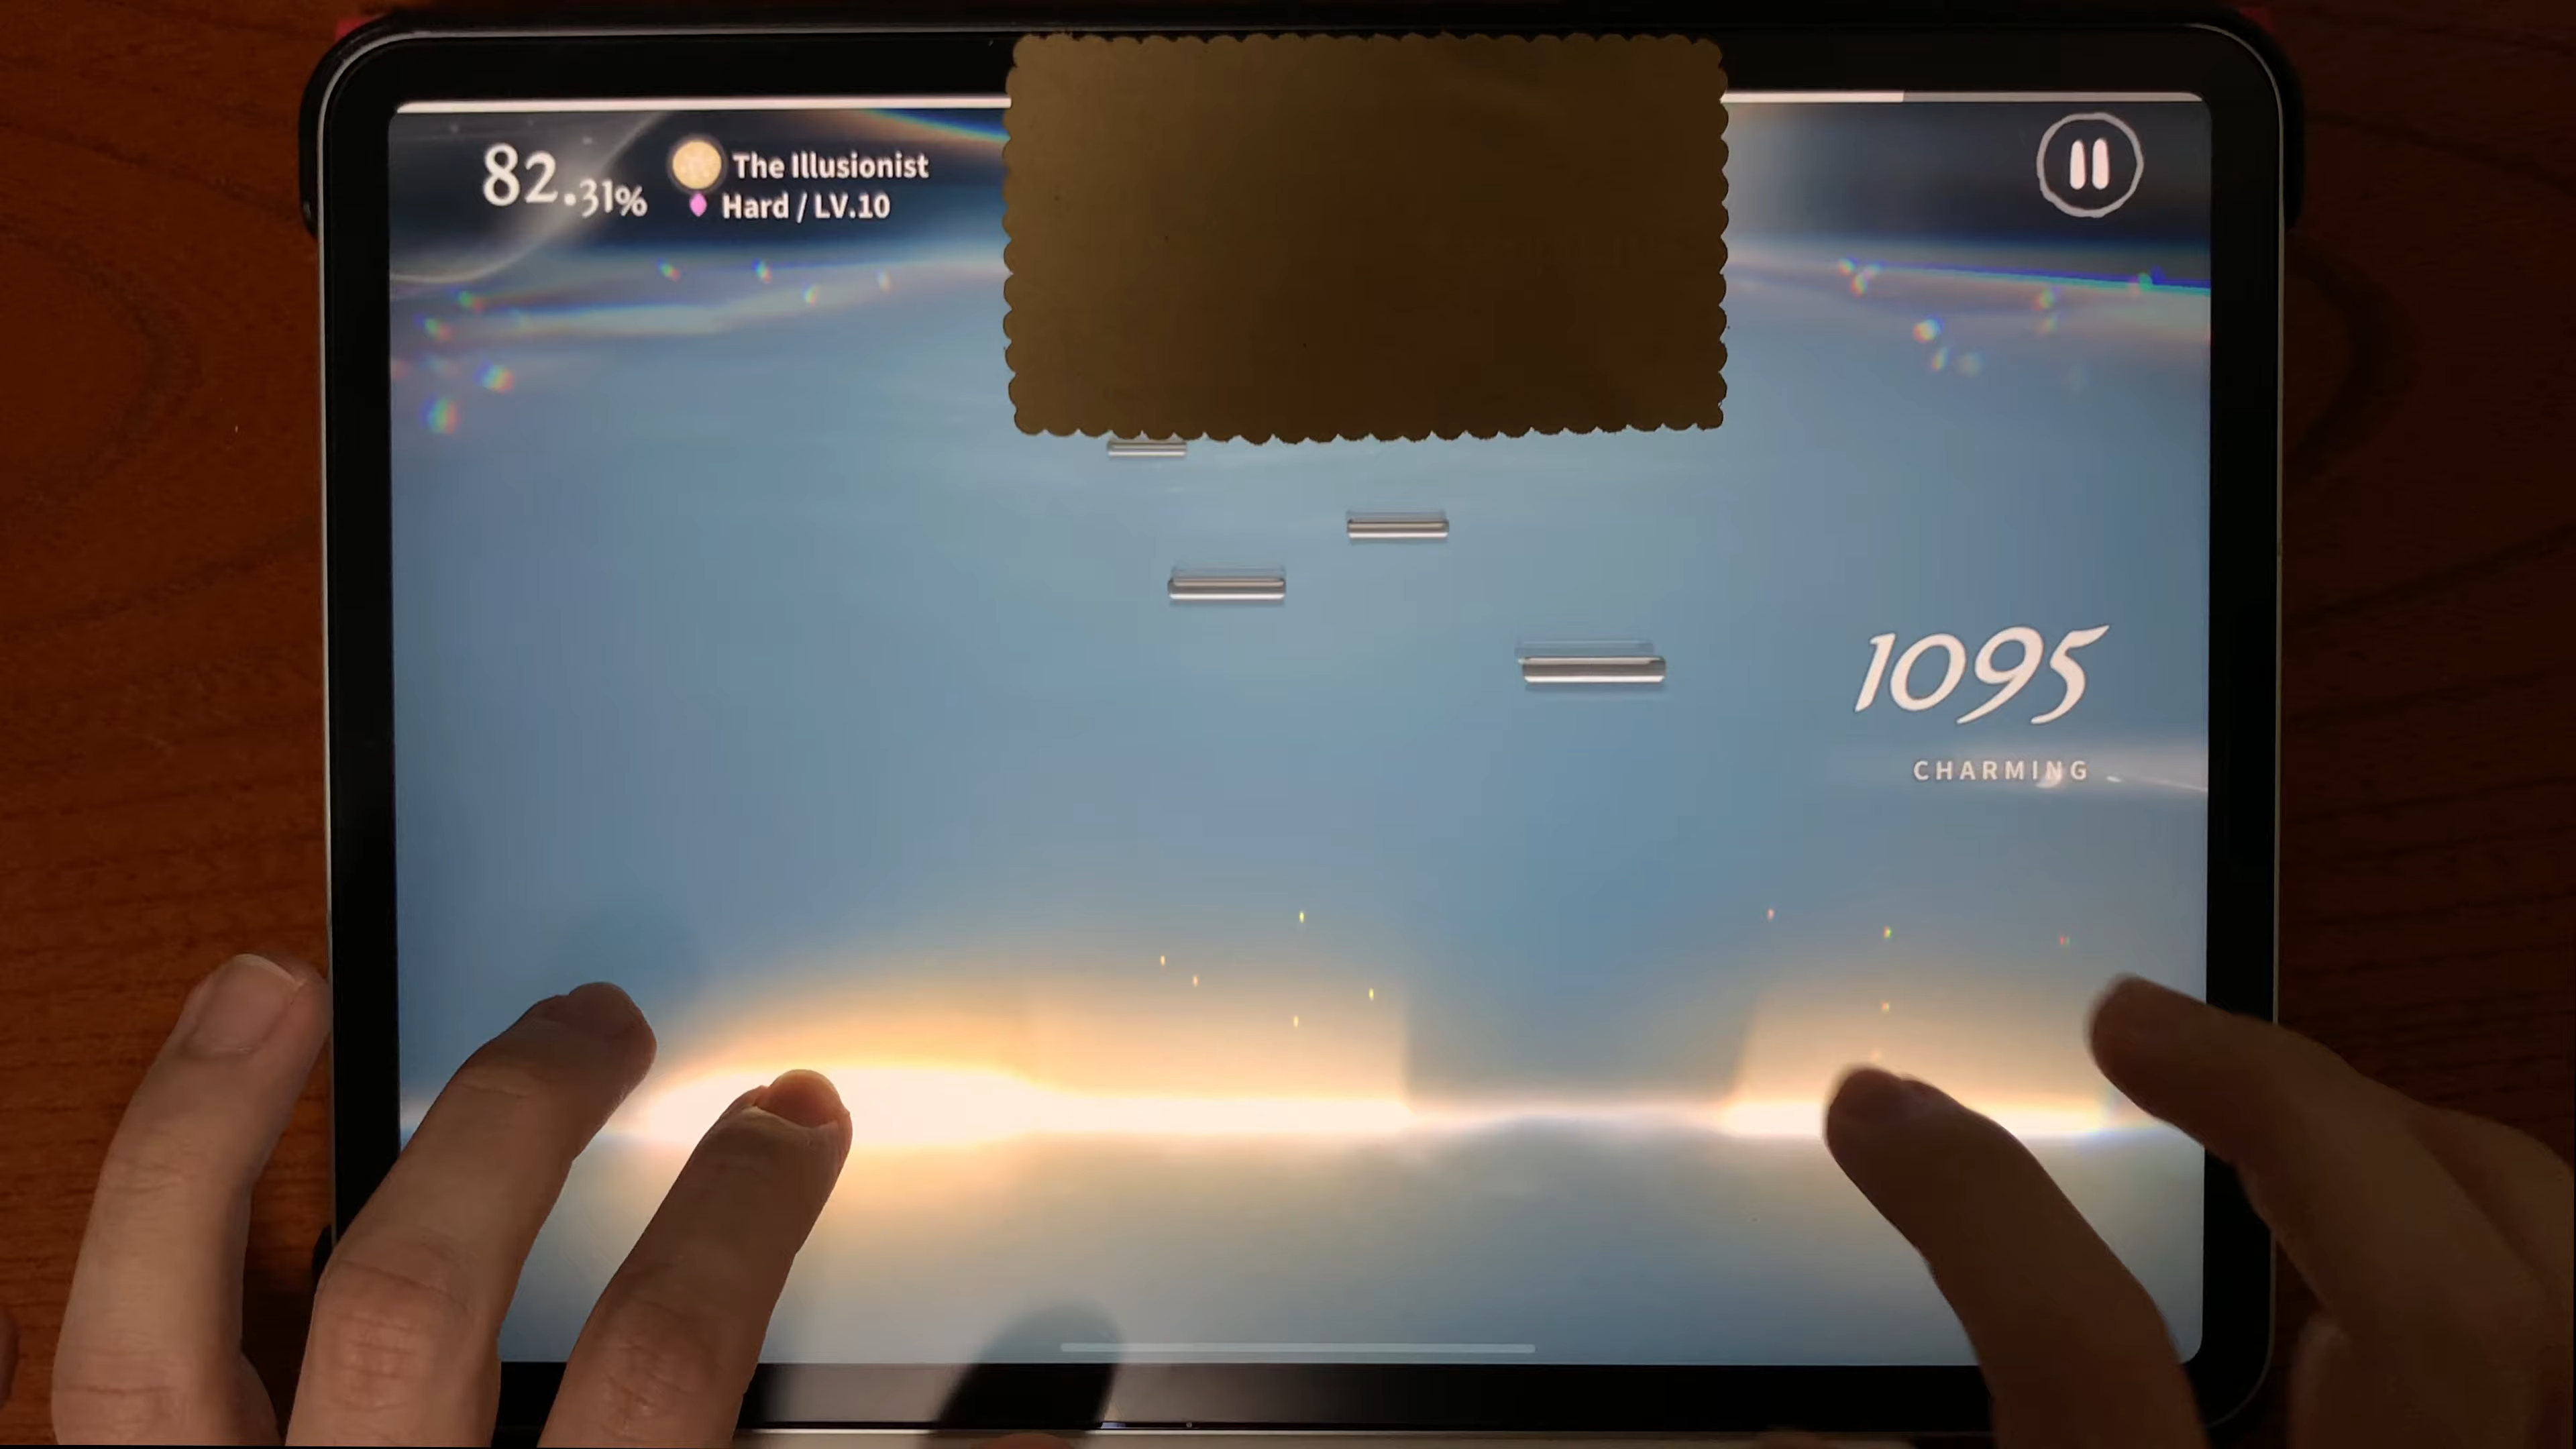 82.31%
The Illusionist
Hard / LV.10
1095
CHARMING